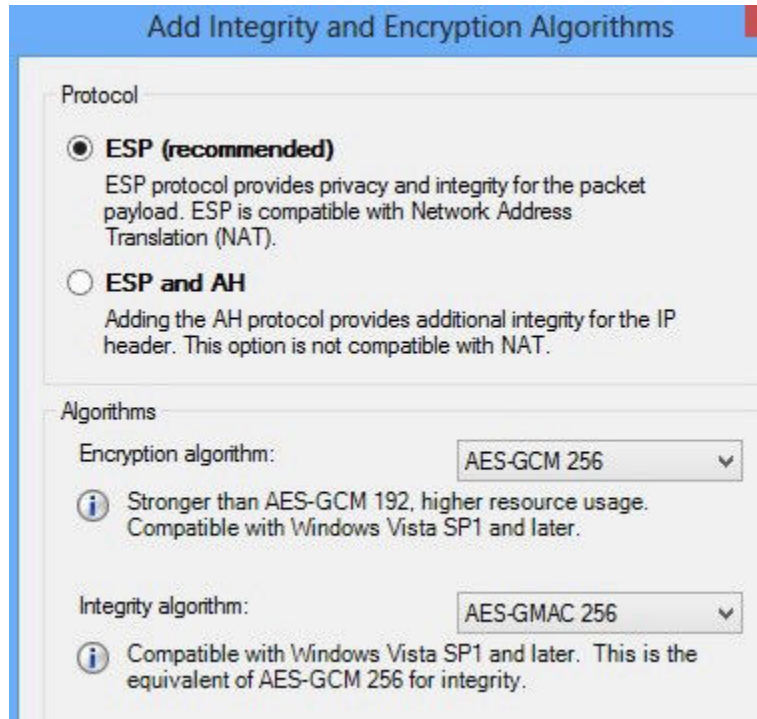 Add Integrity and Encryption Algorithms
Protocol
ESP (recommended)
ESP protocol provides privacy and integrity for the packet
payload. ESP is compatible with Network Address
Translation (NAT).
ESP and AH
Adding the AH protocol provides additional integrity for the IP
header. This option is not compatible with NAT.
Algorithms
Encryption algorithm: AES-GCM 256
Stronger than AES-GCM 192, higher resource usage.
Compatible with Windows Vista SP1 and later.
Integrity algorithm: AES-GMAC 256
Compatible with Windows Vista SP1 and later.  This is the
equivalent of AES-GCM 256 for integrity.